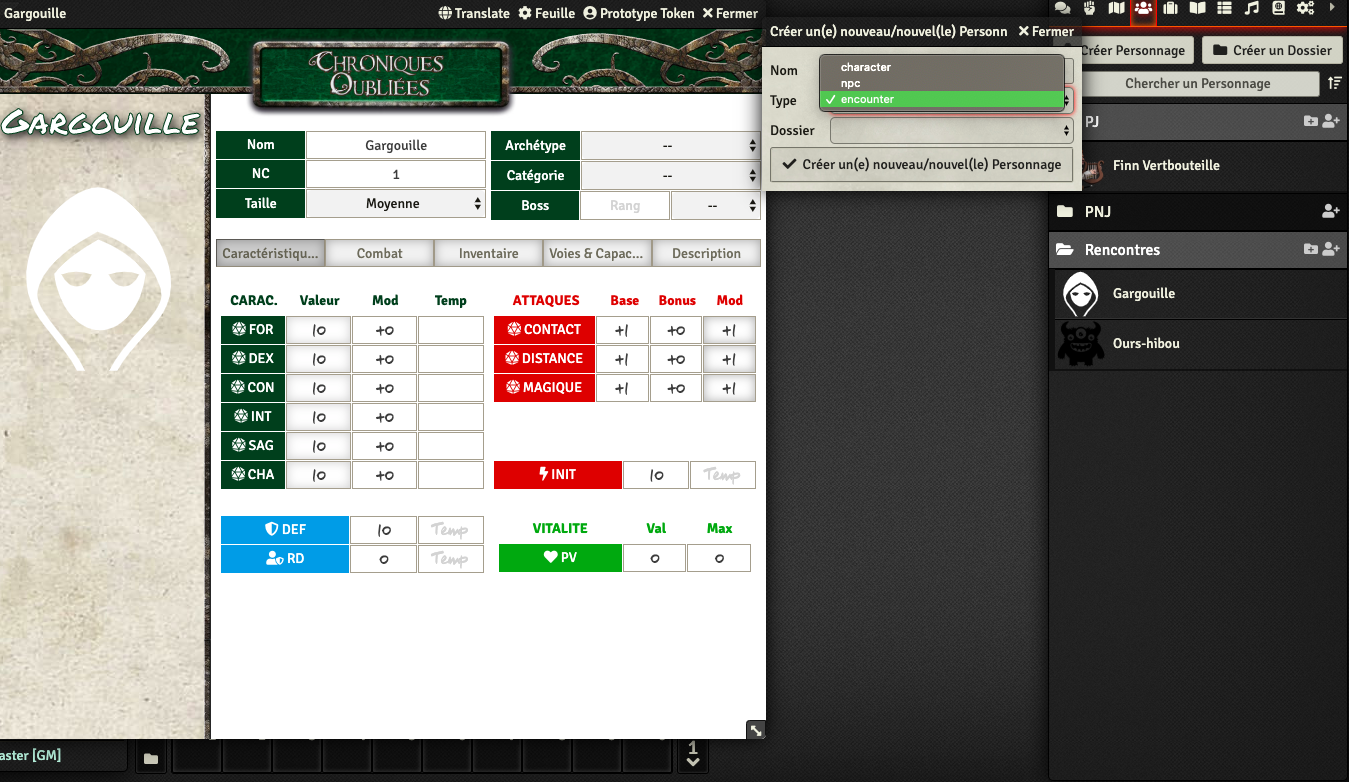 Gargouille
Translate Feuille Prototype Token Fermer
CHRONIQUES
OUBLIÉES
GARGOUILLE
Nom Gargouille
NC 1
Taille Moyenne
Archétype --
Catégorie --
Boss Rang --
Caractéristiqu... Combat Inventaire Voies & Capac... Description
CARAC. Valeur Mod Temp
FOR 10 +0
DEX 10 +0
CON 10 +0
INT 10 +0
SAG 10 +0
CHA 10 +0
ATTAQUES Base Bonus Mod
CONTACT +1 +0 +1
DISTANCE +1 +0 +1
MAGIQUE +1 +0 +1
INIT 10 Temp
DEF 10 Temp
RD 0 Temp
VITALITE Val Max
PV 0 0
Créer un(e) nouveau/nouvel(le) Personn Fermer
Nom
Type
character
npc
encounter
Dossier
Créer un(e) nouveau/nouvel(le) Personnage
Créer Personnage Créer un Dossier
Chercher un Personnage
PJ
Finn Vertbouteille
PNJ
Rencontres
Gargouille
Ours-hibou
aster [GM]
1